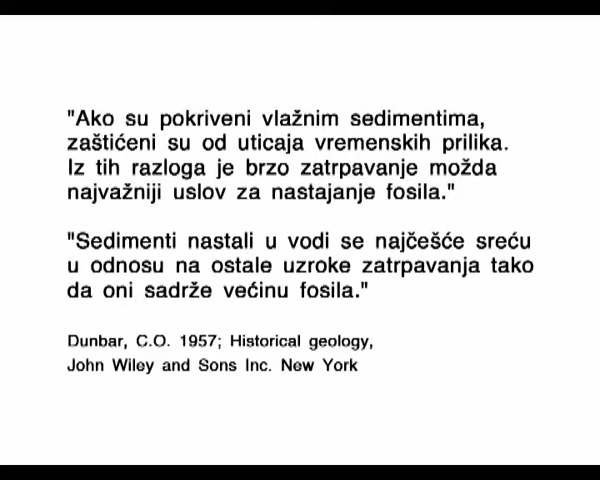 "Ako su pokriveni vlažnim sedimentima,
zaštićeni su od uticaja vremenskih prilika.
Iz tih razloga je brzo zatrpavanje možda
najvažniji uslov za nastajanje fosila."
"Sedimenti nastali u vodi se najčešće sreću
u odnosu na ostale uzroke zatrpavanja tako
da oni sadrže većinu fosila."
Dunbar, C.O. 1957; Historical geology,
John Wiley and Sons Inc. New York